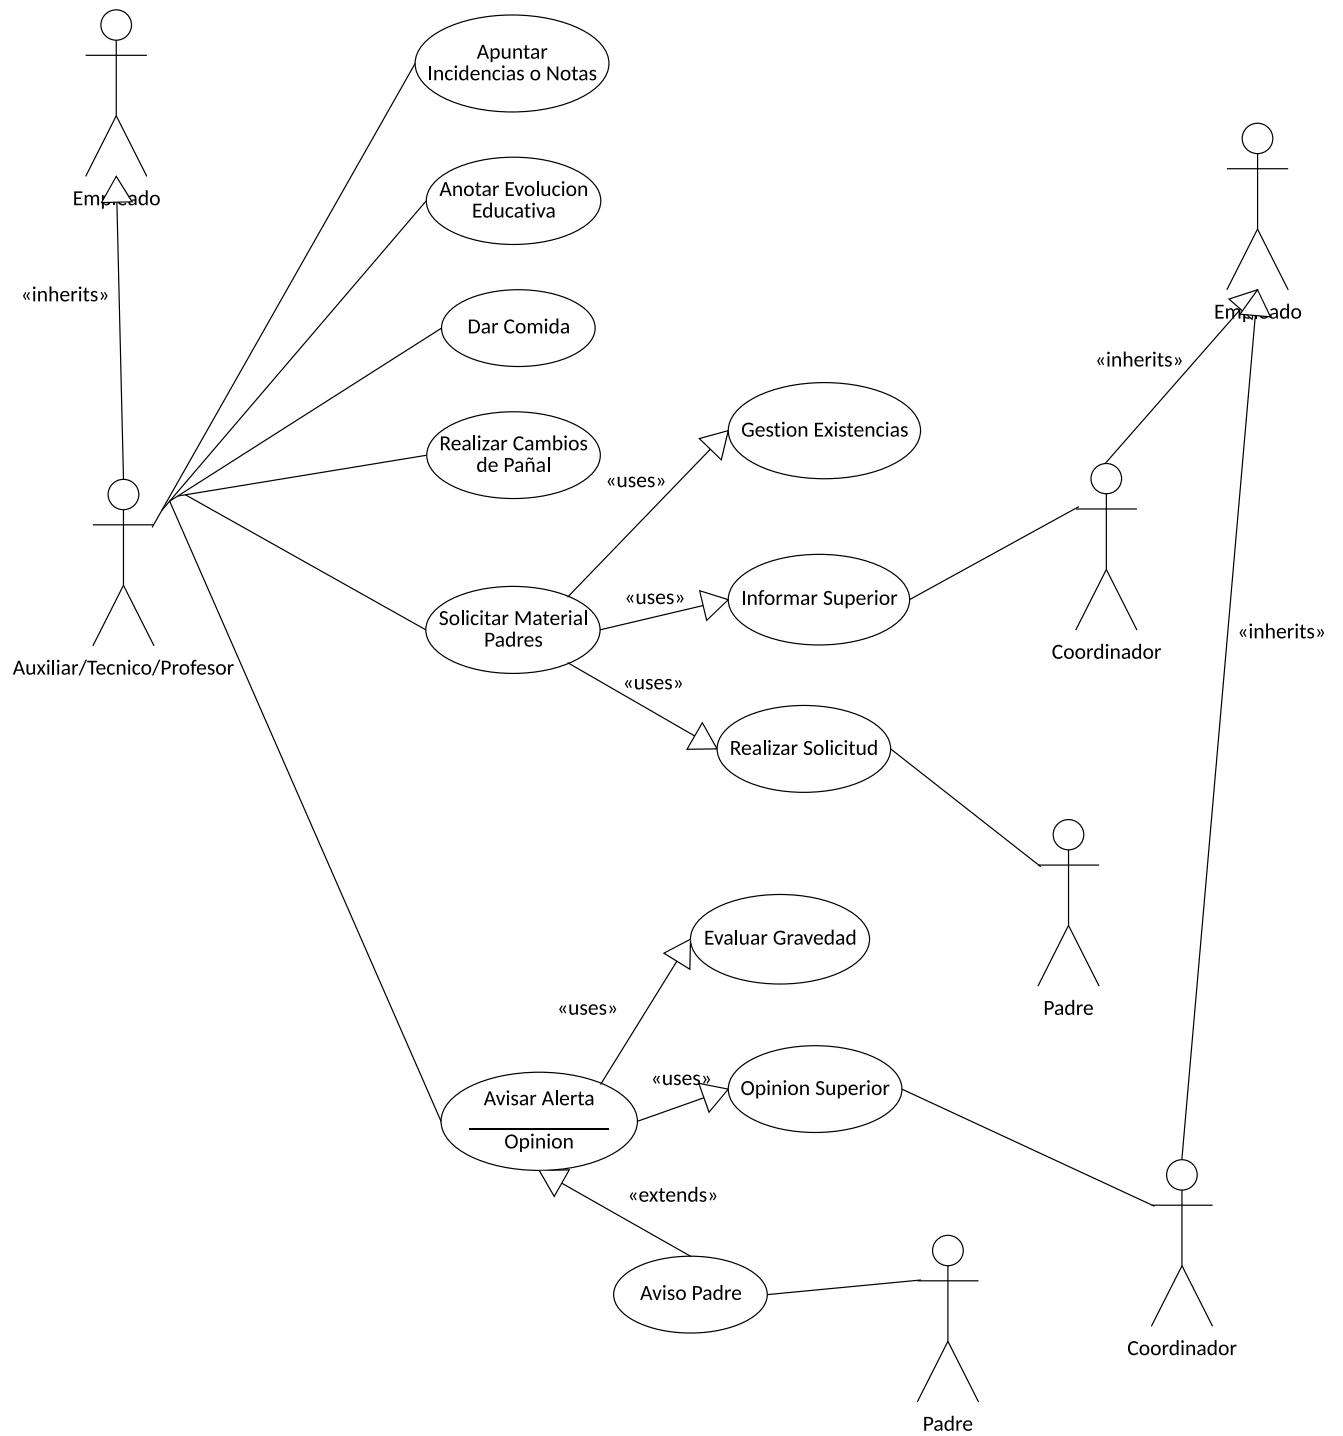 Apuntar
Incidencias o Notas
Anotar Evolucion
Educativa
Empleado
«inherits»
Dar Comida
Empleado
«inherits»
Realizar Cambios
de Pañal
Gestion Existencias
«uses»
Solicitar Material
Padres
«uses»
Informar Superior
Coordinador
«inherits»
Auxiliar/Tecnico/Profesor
«uses»
Realizar Solicitud
Padre
Evaluar Gravedad
«uses»
Avisar Alerta
Opinion
«uses»
Opinion Superior
«extends»
Aviso Padre
Coordinador
Padre